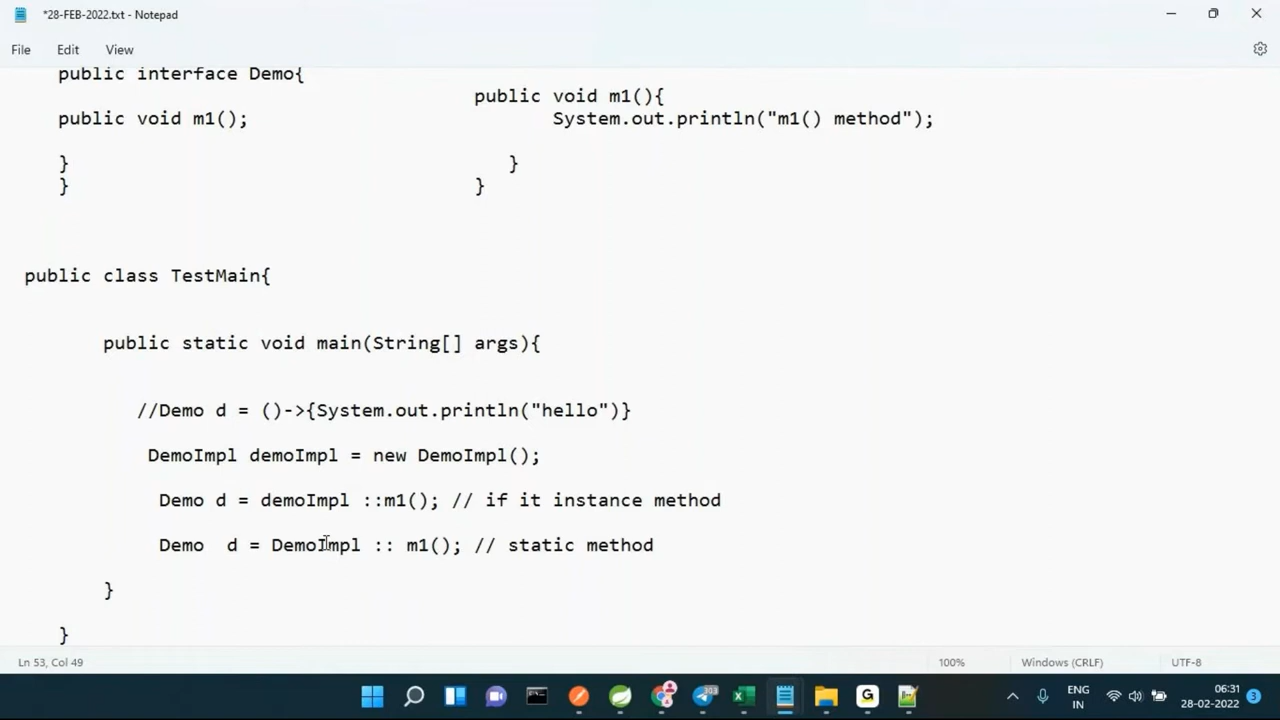 *28-FEB-2022.txt - Notepad
File Edit View
public interface Demo{
public void m1(){
public void m1(); System.out.println("m1() method");
} }
} }
public class TestMain{
public static void main(String[] args){
//Demo d = ()->{System.out.println("hello")}
DemoImpl demoImpl = new DemoImpl();
Demo d = demoImpl ::m1(); // if it instance method
Demo d = DemoImpl :: m1(); // static method
}
}
Ln 53, Col 49 100% Windows (CRLF) UTF-8
ENG 06:31
IN 28-02-2022 3